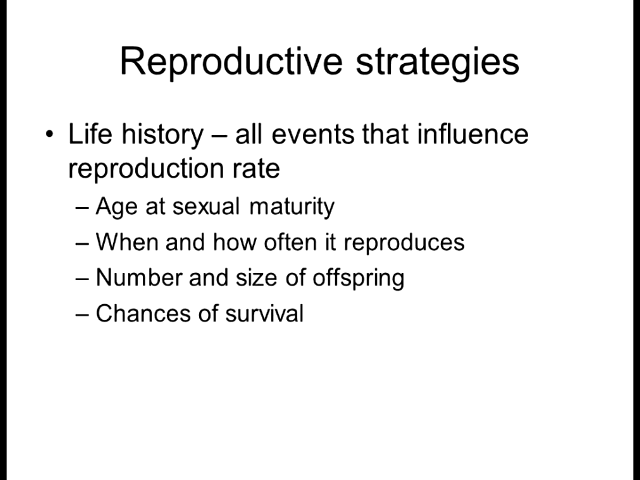 Reproductive strategies
• Life history – all events that influence
reproduction rate
– Age at sexual maturity
– When and how often it reproduces
– Number and size of offspring
– Chances of survival